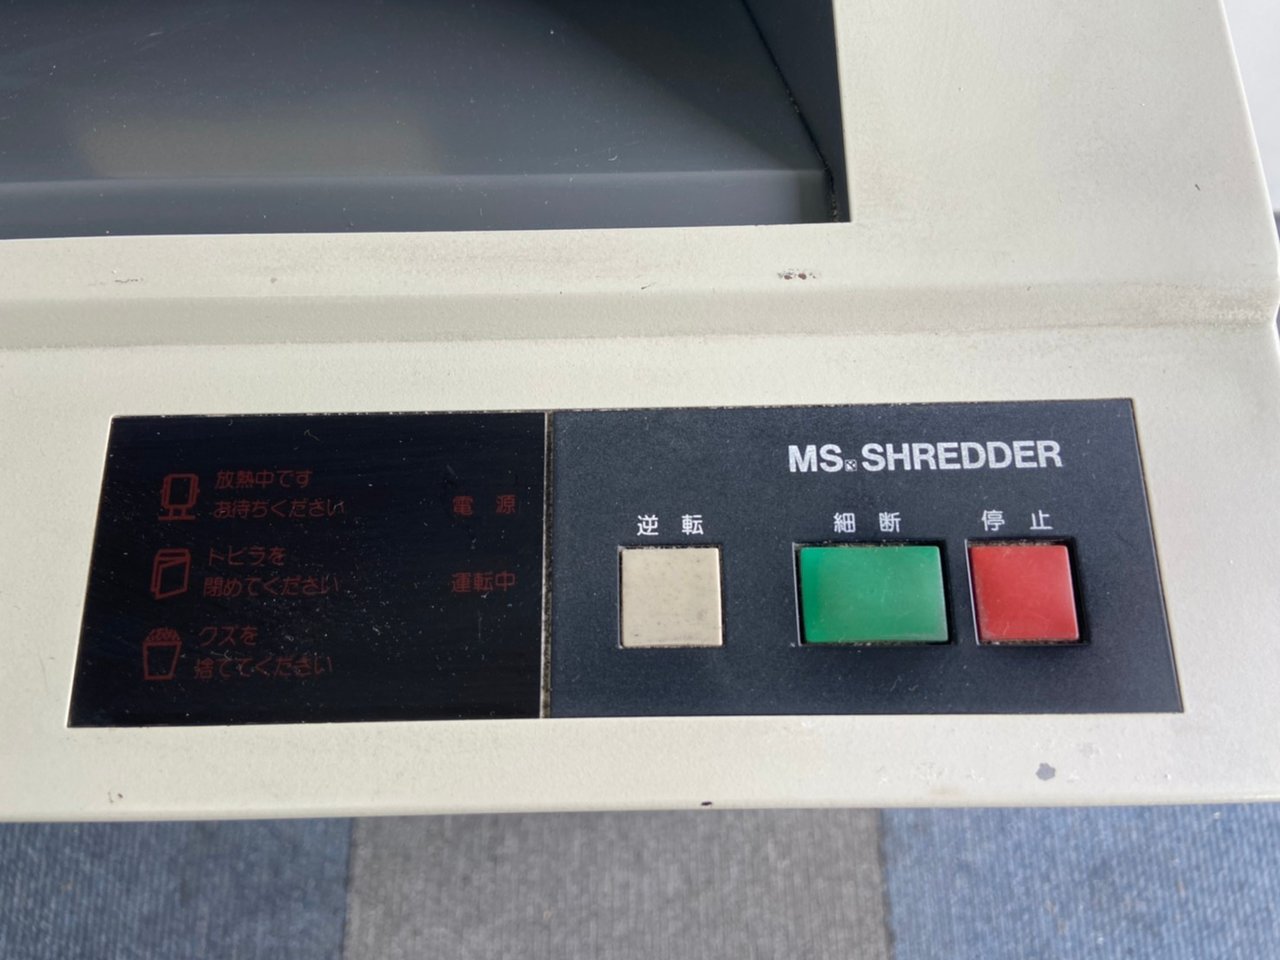 放熱中です
お待ちください
トビラを
閉めてください
クズを
捨ててください
電源
運転中
MS. SHREDDER
逆転
細断
停止